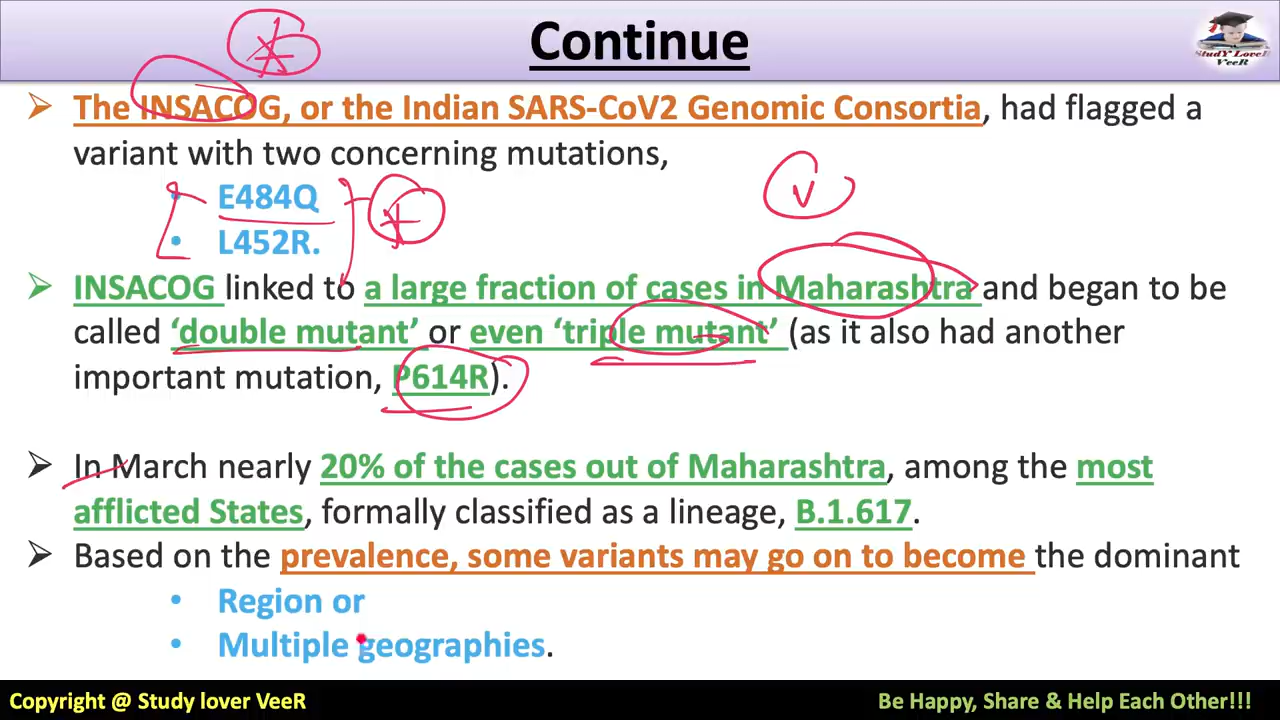 Continue
StudY LoveR
VeeR
The INSACOG, or the Indian SARS-CoV2 Genomic Consortia, had flagged a
variant with two concerning mutations,
E484Q
L452R.
INSACOG linked to a large fraction of cases in Maharashtra and began to be
called ‘double mutant’ or even ‘triple mutant’ (as it also had another
important mutation, P614R).
In March nearly 20% of the cases out of Maharashtra, among the most
afflicted States, formally classified as a lineage, B.1.617.
Based on the prevalence, some variants may go on to become the dominant
Region or
Multiple geographies.
Copyright @ Study lover VeeR
Be Happy, Share & Help Each Other!!!